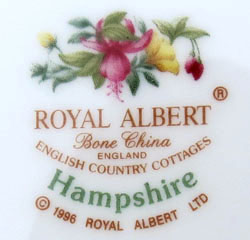 ROYAL ALBERT ®
Bone China
ENGLAND
ENGLISH COUNTRY COTTAGES
Hampshire
© 1996 ROYAL ALBERT LTD